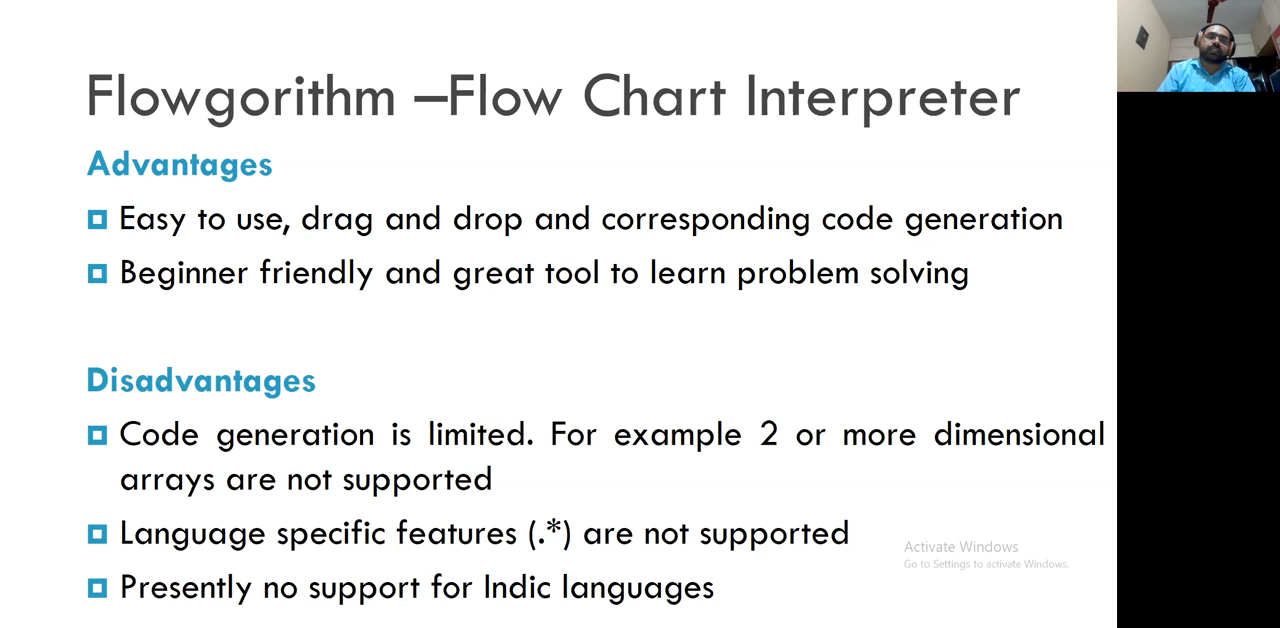 Flowgorithm –Flow Chart Interpreter
Advantages
Easy to use, drag and drop and corresponding code generation
Beginner friendly and great tool to learn problem solving
Disadvantages
Code generation is limited. For example 2 or more dimensional
arrays are not supported
Language specific features (.*) are not supported
Presently no support for Indic languages
Activate Windows
Go to Settings to activate Windows.